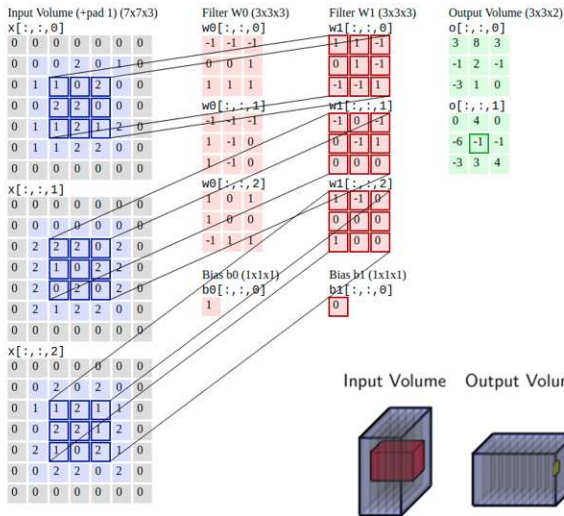 Input Volume (+pad 1) (7x7x3)
x[:,:,0]
0 0 0 0 0 0 0
0 0 0 2 0 1 0
0 1 1 0 2 0 0
0 0 2 2 0 0 0
0 1 1 2 1 2 0
0 1 1 2 2 0 0
0 0 0 0 0 0 0
x[:,:,1]
0 0 0 0 0 0 0
0 0 0 0 0 0 0
0 2 2 2 0 2 0
0 2 1 0 2 2 0
0 2 0 2 0 2 0
0 2 1 2 2 0 0
0 0 0 0 0 0 0
x[:,:,2]
0 0 0 0 0 0 0
0 0 2 0 2 0 0
0 1 1 2 1 1 0
0 0 2 2 1 2 0
0 2 1 0 2 1 0
0 0 2 2 0 2 0
0 0 0 0 0 0 0
Filter W0 (3x3x3)
w0[:,:,0]
-1 -1 -1
0 0 1
1 1 1
w0[:,:,1]
-1 -1 -1
1 -1 0
1 -1 0
w0[:,:,2]
1 0 1
1 0 0
-1 1 1
Bias b0 (1x1x1)
b0[:,:,0]
1
Filter W1 (3x3x3)
w1[:,:,0]
1 1 -1
0 1 -1
-1 -1 1
w1[:,:,1]
-1 0 -1
0 -1 1
0 0 0
w1[:,:,2]
1 -1 0
0 0 0
1 0 0
Bias b1 (1x1x1)
b1[:,:,0]
0
Output Volume (3x3x2)
o[:,:,0]
3 8 3
-1 2 -1
-3 1 0
o[:,:,1]
0 4 0
-6 -1 -1
-3 3 4
Input Volume
Output Volu